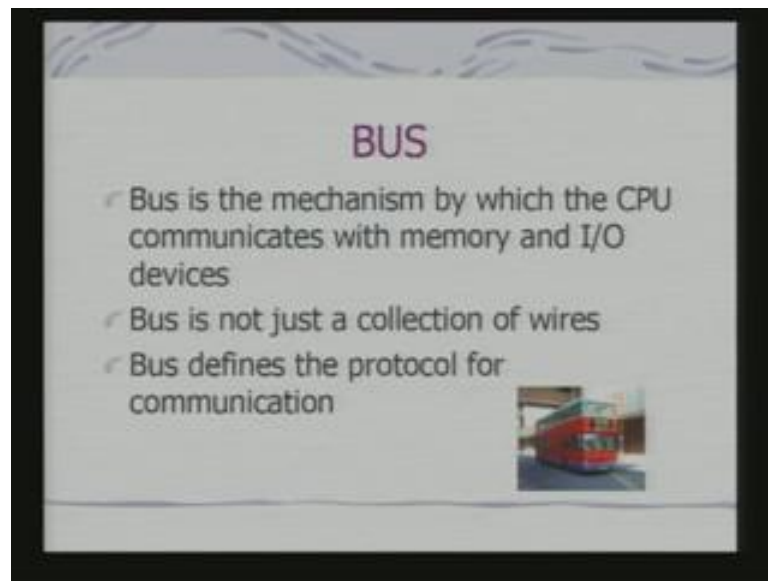 BUS
Bus is the mechanism by which the CPU
communicates with memory and I/O
devices
Bus is not just a collection of wires
Bus defines the protocol for
communication